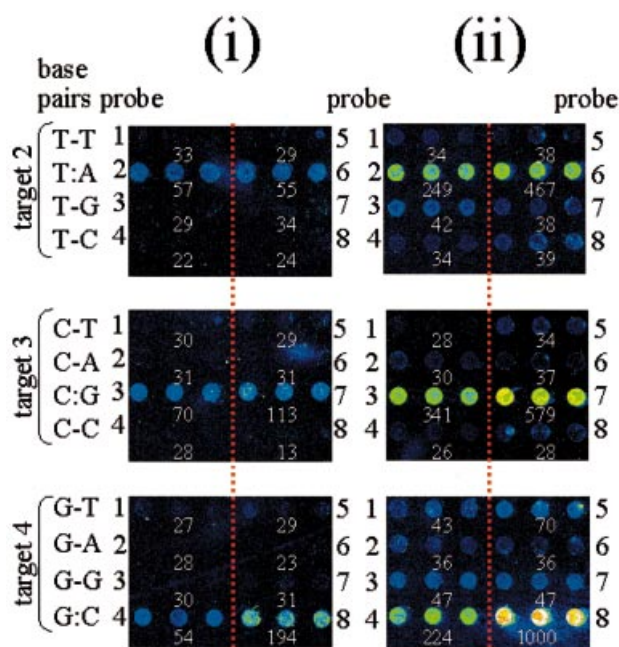 (i) (ii)
base
pairs probe probe probe
target 2
T-T 1 5 1 5
33 29 34 38
T:A 2 6 2 6
57 55 249 467
T-G 3 7 3 7
29 34 42 38
T-C 4 8 4 8
22 24 34 39
target 3
C-T 1 5 1 5
30 29 28 34
C-A 2 6 2 6
31 31 30 37
C:G 3 7 3 7
70 113 341 579
C-C 4 8 4 8
28 13 26 28
target 4
G-T 1 5 1 5
27 29 43 70
G-A 2 6 2 6
28 23 36 36
G-G 3 7 3 7
30 31 47 47
G:C 4 8 4 8
54 194 224 1000